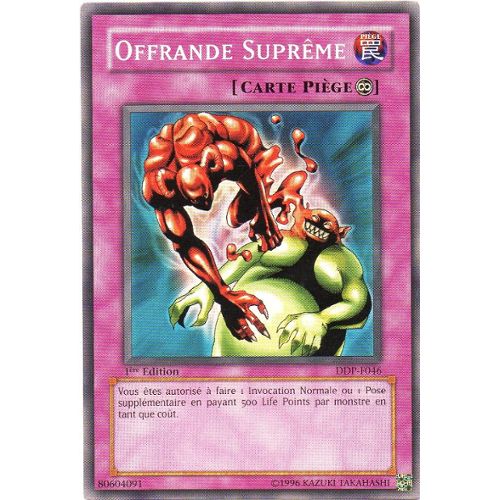 OFFRANDE SUPRÊME
PIÈGE
罠
[CARTE PIÈGE]
1ère Edition
DDP-F046
Vous êtes autorisé à faire 1 Invocation Normale ou 1 Pose
supplémentaire en payant 500 Life Points par monstre en
tant que coût.
80604091
©1996 KAZUKI TAKAHASHI